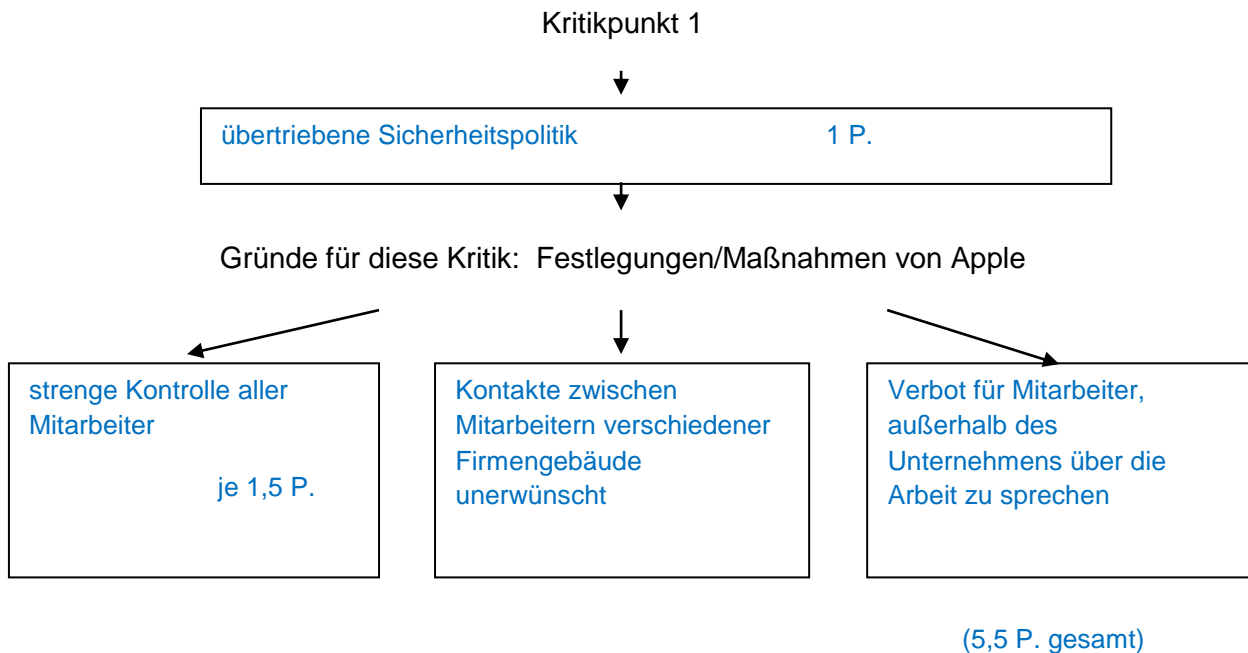 Kritikpunkt 1
übertriebene Sicherheitspolitik 1 P.
Gründe für diese Kritik: Festlegungen/Maßnahmen von Apple
strenge Kontrolle aller
Mitarbeiter
je 1,5 P.
Kontakte zwischen
Mitarbeitern verschiedener
Firmengebäude
unerwünscht
Verbot für Mitarbeiter,
außerhalb des
Unternehmens über die
Arbeit zu sprechen
(5,5 P. gesamt)